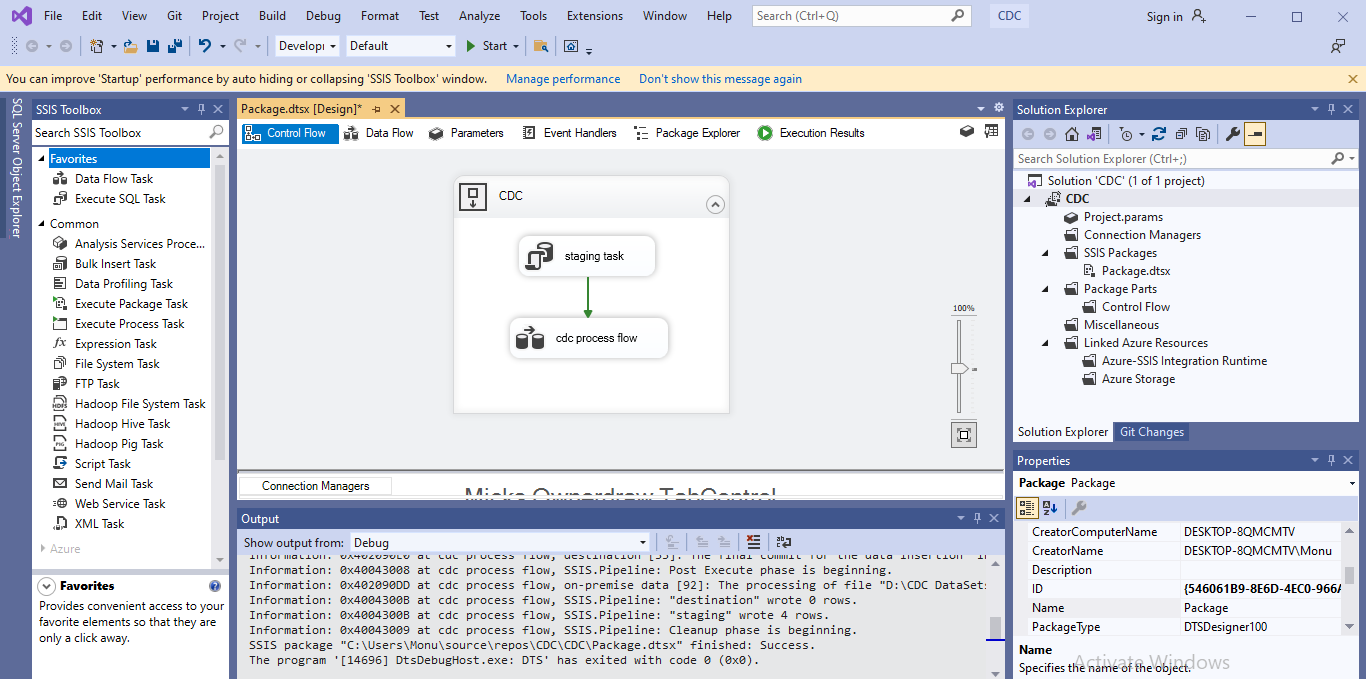 File Edit View Git Project Build Debug Format Test Analyze Tools Extensions Window Help Search (Ctrl+Q) CDC Sign in
Developi Default Start
You can improve 'Startup' performance by auto hiding or collapsing 'SSIS Toolbox' window. Manage performance Don't show this message again
SQL Server Object Explorer
SSIS Toolbox
Search SSIS Toolbox
Favorites
Data Flow Task
Execute SQL Task
Common
Analysis Services Proce...
Bulk Insert Task
Data Profiling Task
Execute Package Task
Execute Process Task
Expression Task
File System Task
FTP Task
Hadoop File System Task
Hadoop Hive Task
Hadoop Pig Task
Script Task
Send Mail Task
Web Service Task
XML Task
Azure
Favorites
Provides convenient access to your
favorite elements so that they are
only a click away.
Package.dtsx [Design]*
Control Flow Data Flow Parameters Event Handlers Package Explorer Execution Results
CDC
staging task
cdc process flow
100%
Connection Managers
Micks Ownerdraw TabControl
Output
Show output from: Debug
Information: 0x402090E0 at cdc process flow, destination [55]: The final commit for the data insertion in
Information: 0x40043008 at cdc process flow, SSIS.Pipeline: Post Execute phase is beginning.
Information: 0x402090DD at cdc process flow, on-premise data [92]: The processing of file "D:\CDC DataSet:
Information: 0x4004300B at cdc process flow, SSIS.Pipeline: "destination" wrote 0 rows.
Information: 0x4004300B at cdc process flow, SSIS.Pipeline: "staging" wrote 4 rows.
Information: 0x40043009 at cdc process flow, SSIS.Pipeline: Cleanup phase is beginning.
SSIS package "C:\Users\Monu\source\repos\CDC\CDC\Package.dtsx" finished: Success.
The program '[14696] DtsDebugHost.exe: DTS' has exited with code 0 (0x0).
Solution Explorer
Search Solution Explorer (Ctrl+;)
Solution 'CDC' (1 of 1 project)
CDC
Project.params
Connection Managers
SSIS Packages
Package.dtsx
Package Parts
Control Flow
Miscellaneous
Linked Azure Resources
Azure-SSIS Integration Runtime
Azure Storage
Solution Explorer Git Changes
Properties
Package Package
CreatorComputerName DESKTOP-8QMCMTV
CreatorName DESKTOP-8QMCMTV\Monu
Description
ID {546061B9-8E6D-4EC0-966A
Name Package
PackageType DTSDesigner100
Name
Specifies the name of the object.
Activate Windows